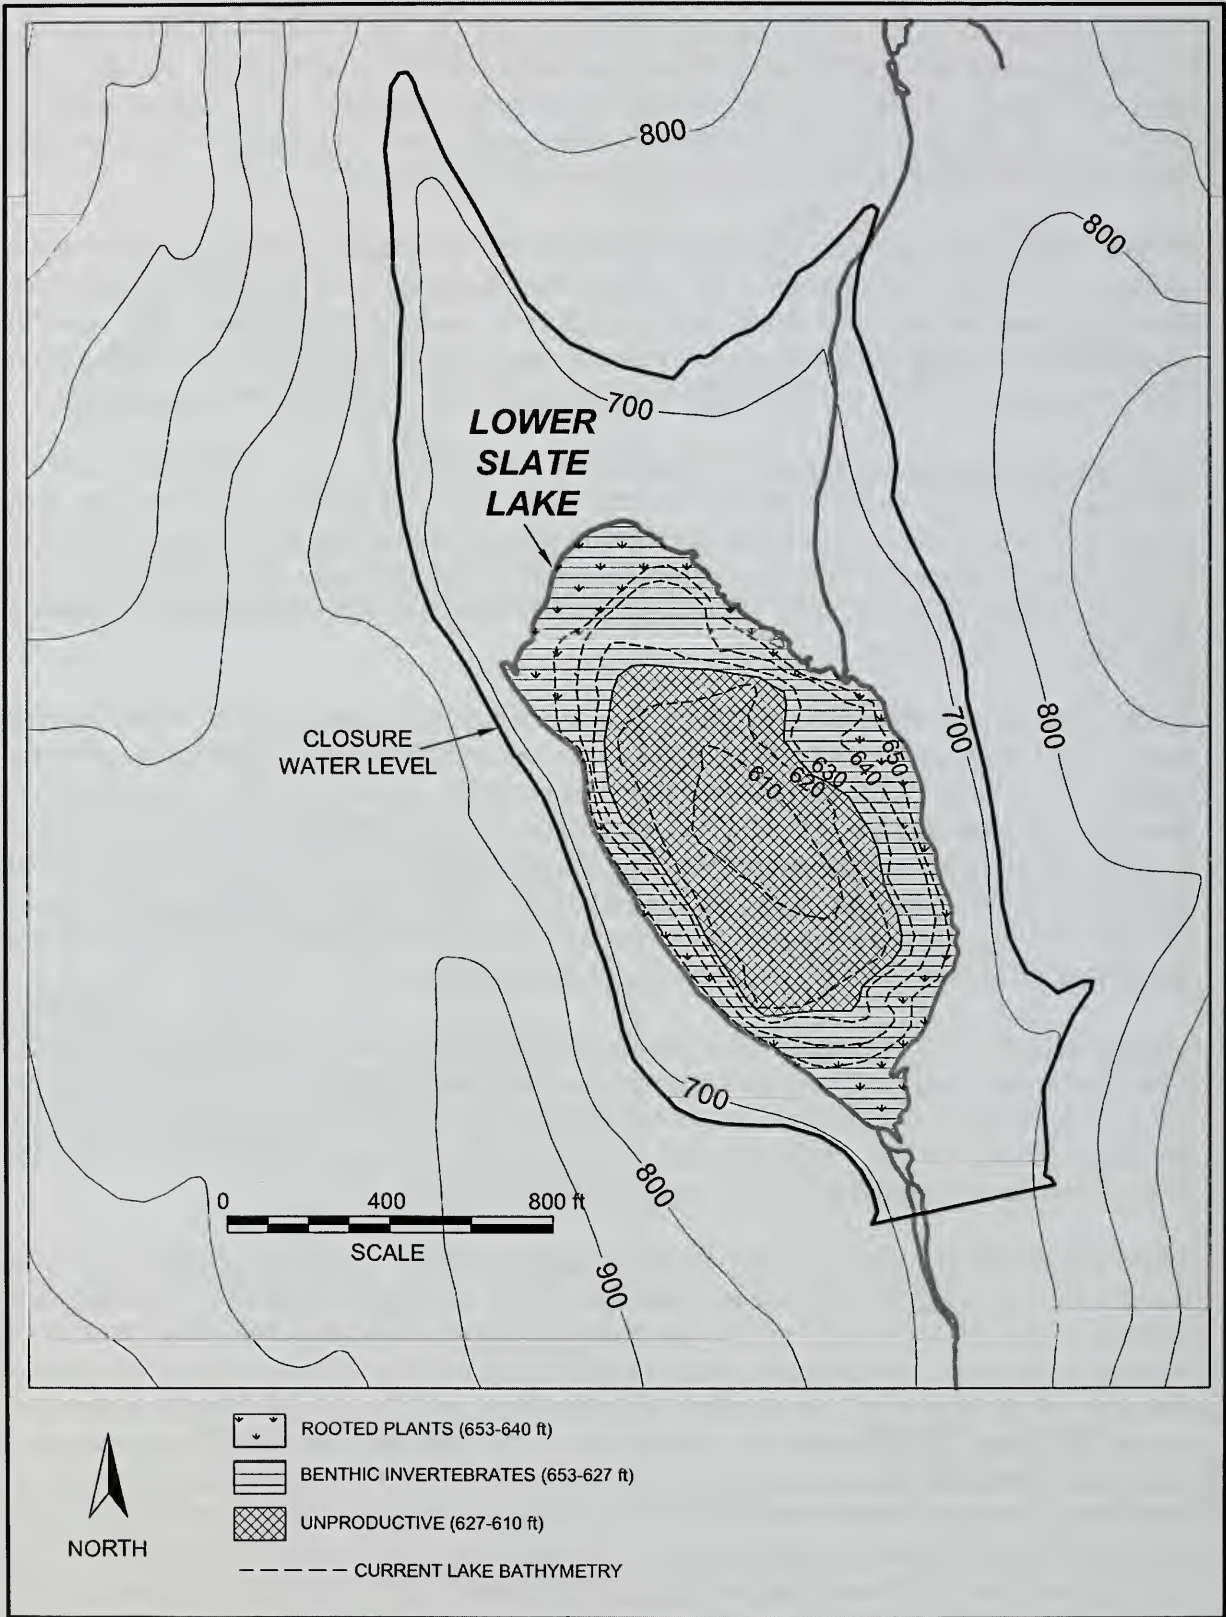 800
800
700
LOWER
SLATE
LAKE
CLOSURE
WATER LEVEL
700
800
650
640
630
620
610
700
800
900
0 400 800 ft
SCALE
NORTH
ROOTED PLANTS (653-640 ft)
BENTHIC INVERTEBRATES (653-627 ft)
UNPRODUCTIVE (627-610 ft)
CURRENT LAKE BATHYMETRY